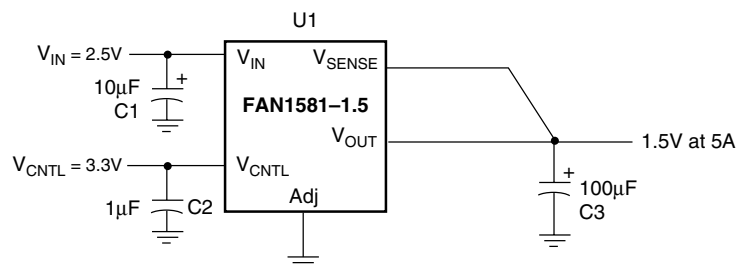 U1
V_IN = 2.5V
10µF
+
C1
V_CNTL = 3.3V
1µF
C2
V_IN
V_SENSE
FAN1581–1.5
V_OUT
V_CNTL
Adj
1.5V at 5A
+
100µF
C3